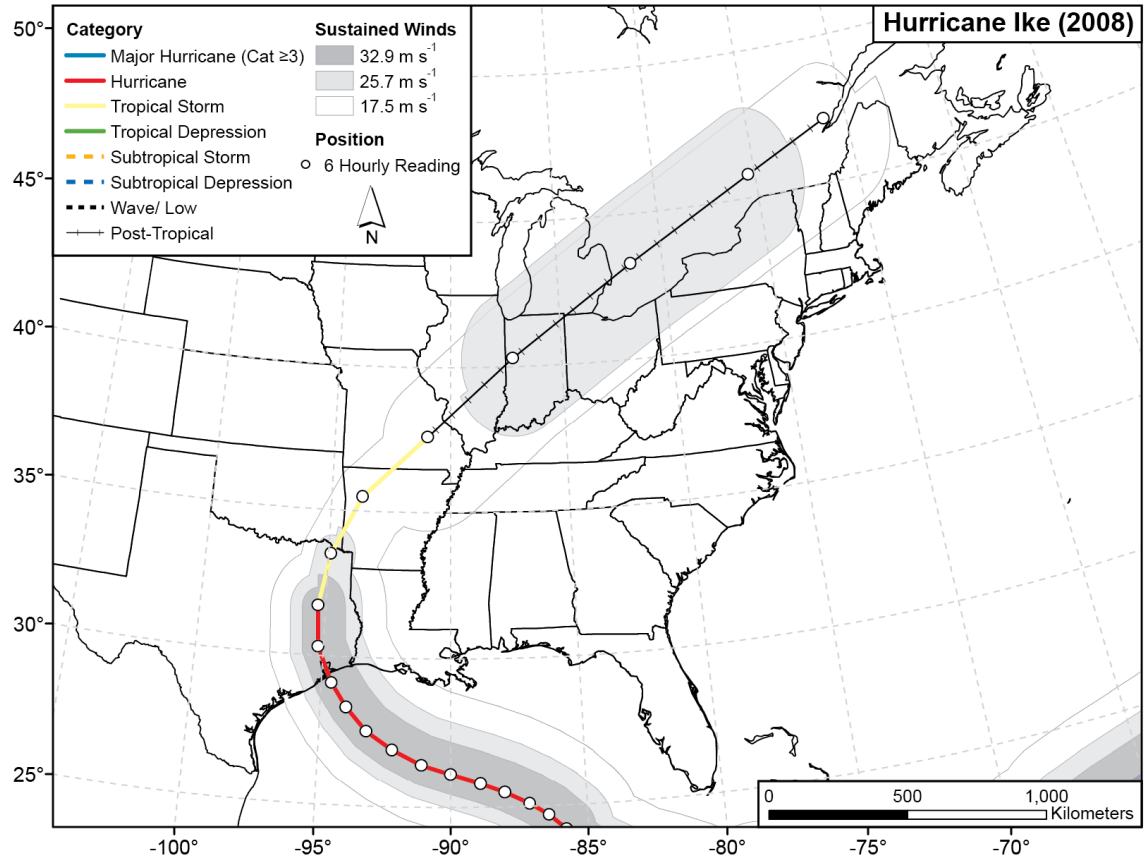 Hurricane Ike (2008)
Category
Major Hurricane (Cat ≥3)
Hurricane
Tropical Storm
Tropical Depression
Subtropical Storm
Subtropical Depression
Wave/ Low
Post-Tropical
Sustained Winds
32.9 m s⁻¹
25.7 m s⁻¹
17.5 m s⁻¹
Position
6 Hourly Reading
N
50°
45°
40°
35°
30°
25°
0 500 1,000
Kilometers
-100° -95° -90° -85° -80° -75° -70°